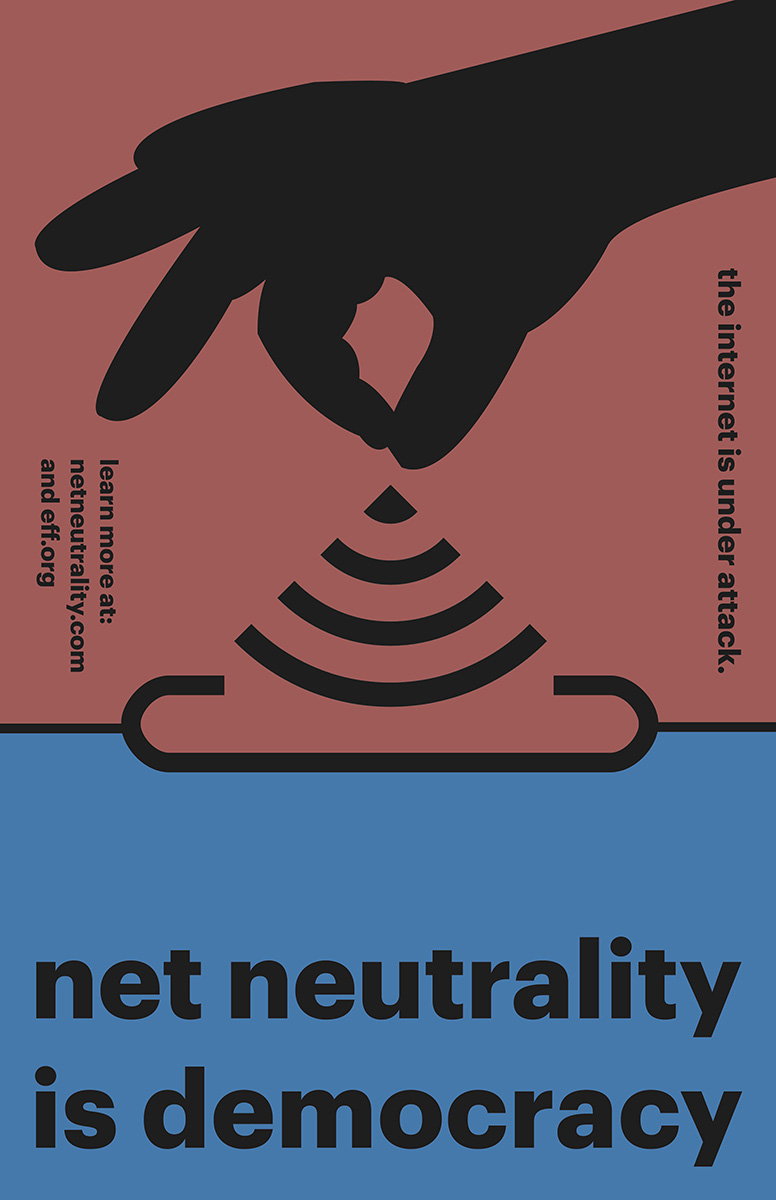 the internet is under attack.
learn more at:
netneutrality.com
and eff.org
net neutrality
is democracy